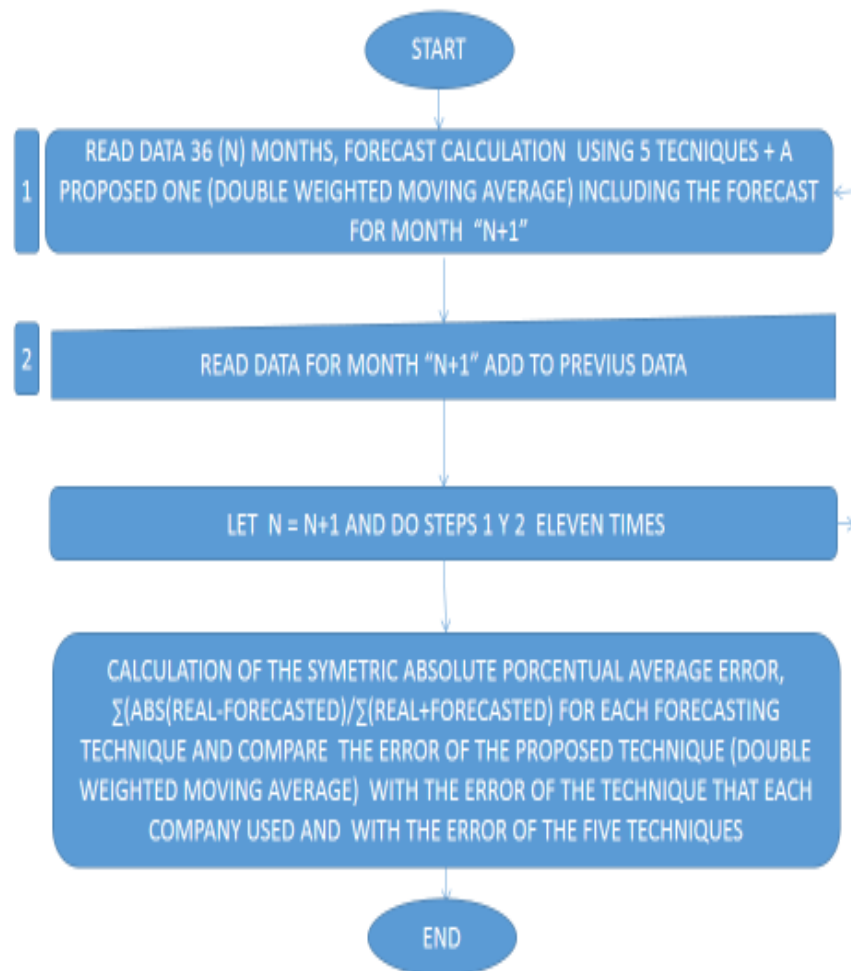 START
1
READ DATA 36 (N) MONTHS, FORECAST CALCULATION USING 5 TECNIQUES + A
PROPOSED ONE (DOUBLE WEIGHTED MOVING AVERAGE) INCLUDING THE FORECAST
FOR MONTH “N+1”
2
READ DATA FOR MONTH “N+1” ADD TO PREVIUS DATA
LET N = N+1 AND DO STEPS 1 Y 2 ELEVEN TIMES
CALCULATION OF THE SYMETRIC ABSOLUTE PORCENTUAL AVERAGE ERROR,
∑(ABS(REAL-FORECASTED)/∑(REAL+FORECASTED) FOR EACH FORECASTING
TECHNIQUE AND COMPARE THE ERROR OF THE PROPOSED TECHNIQUE (DOUBLE
WEIGHTED MOVING AVERAGE) WITH THE ERROR OF THE TECHNIQUE THAT EACH
COMPANY USED AND WITH THE ERROR OF THE FIVE TECHNIQUES
END